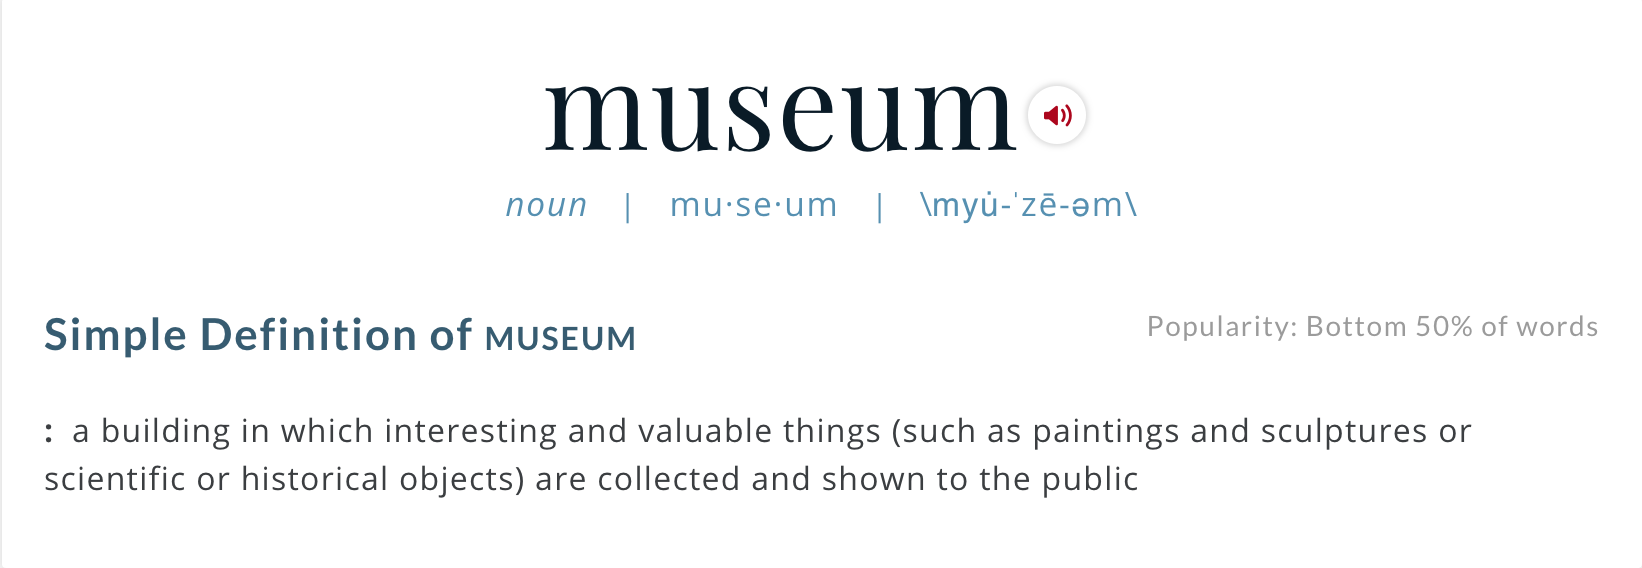 museum
noun | mu·se·um | \myu̇-ˈzē-əm\
Simple Definition of MUSEUM
Popularity: Bottom 50% of words
: a building in which interesting and valuable things (such as paintings and sculptures or
scientific or historical objects) are collected and shown to the public